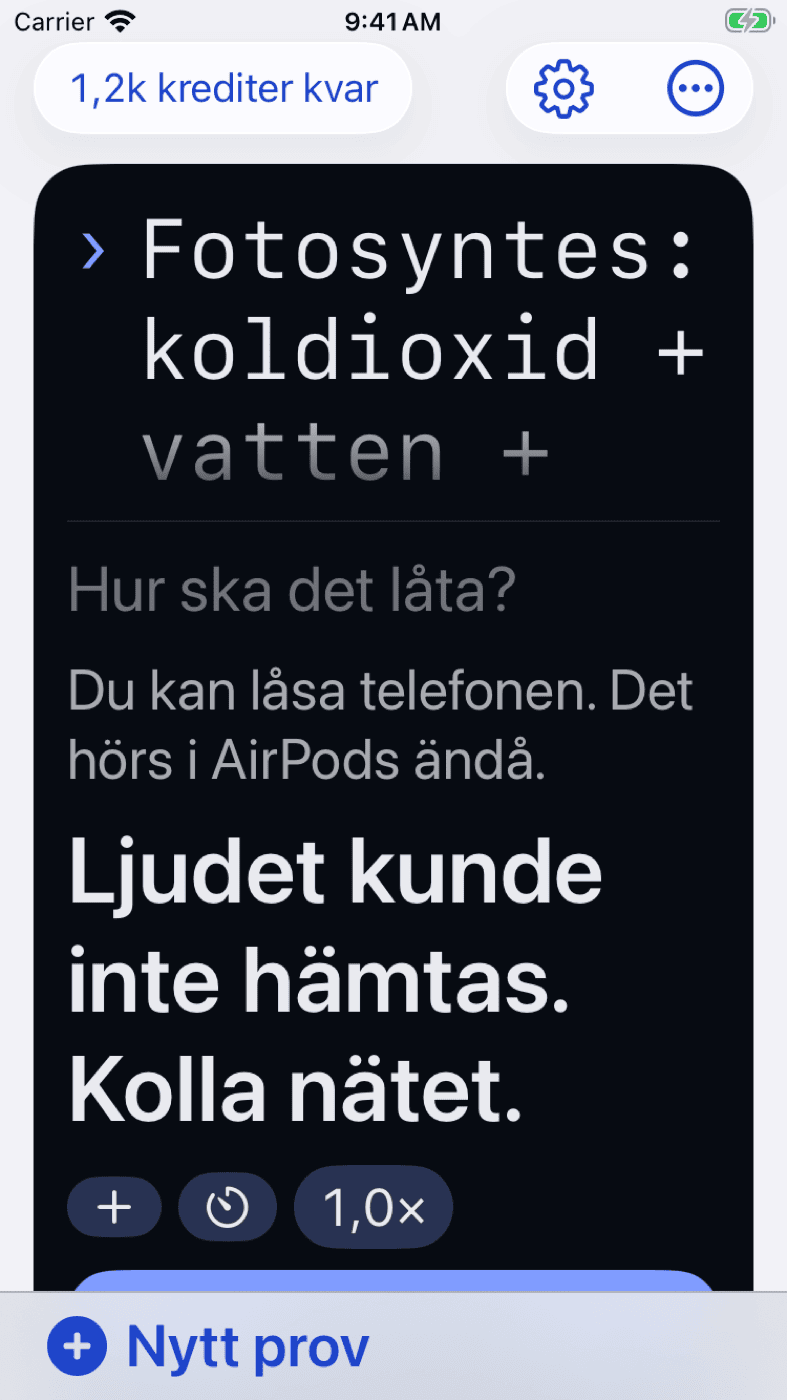 Carrier 9:41 AM
1,2k krediter kvar
› Fotosyntes:
koldioxid +
vatten +
Hur ska det låta?
Du kan låsa telefonen. Det
hörs i AirPods ändå.
Ljudet kunde
inte hämtas.
Kolla nätet.
1,0×
Nytt prov